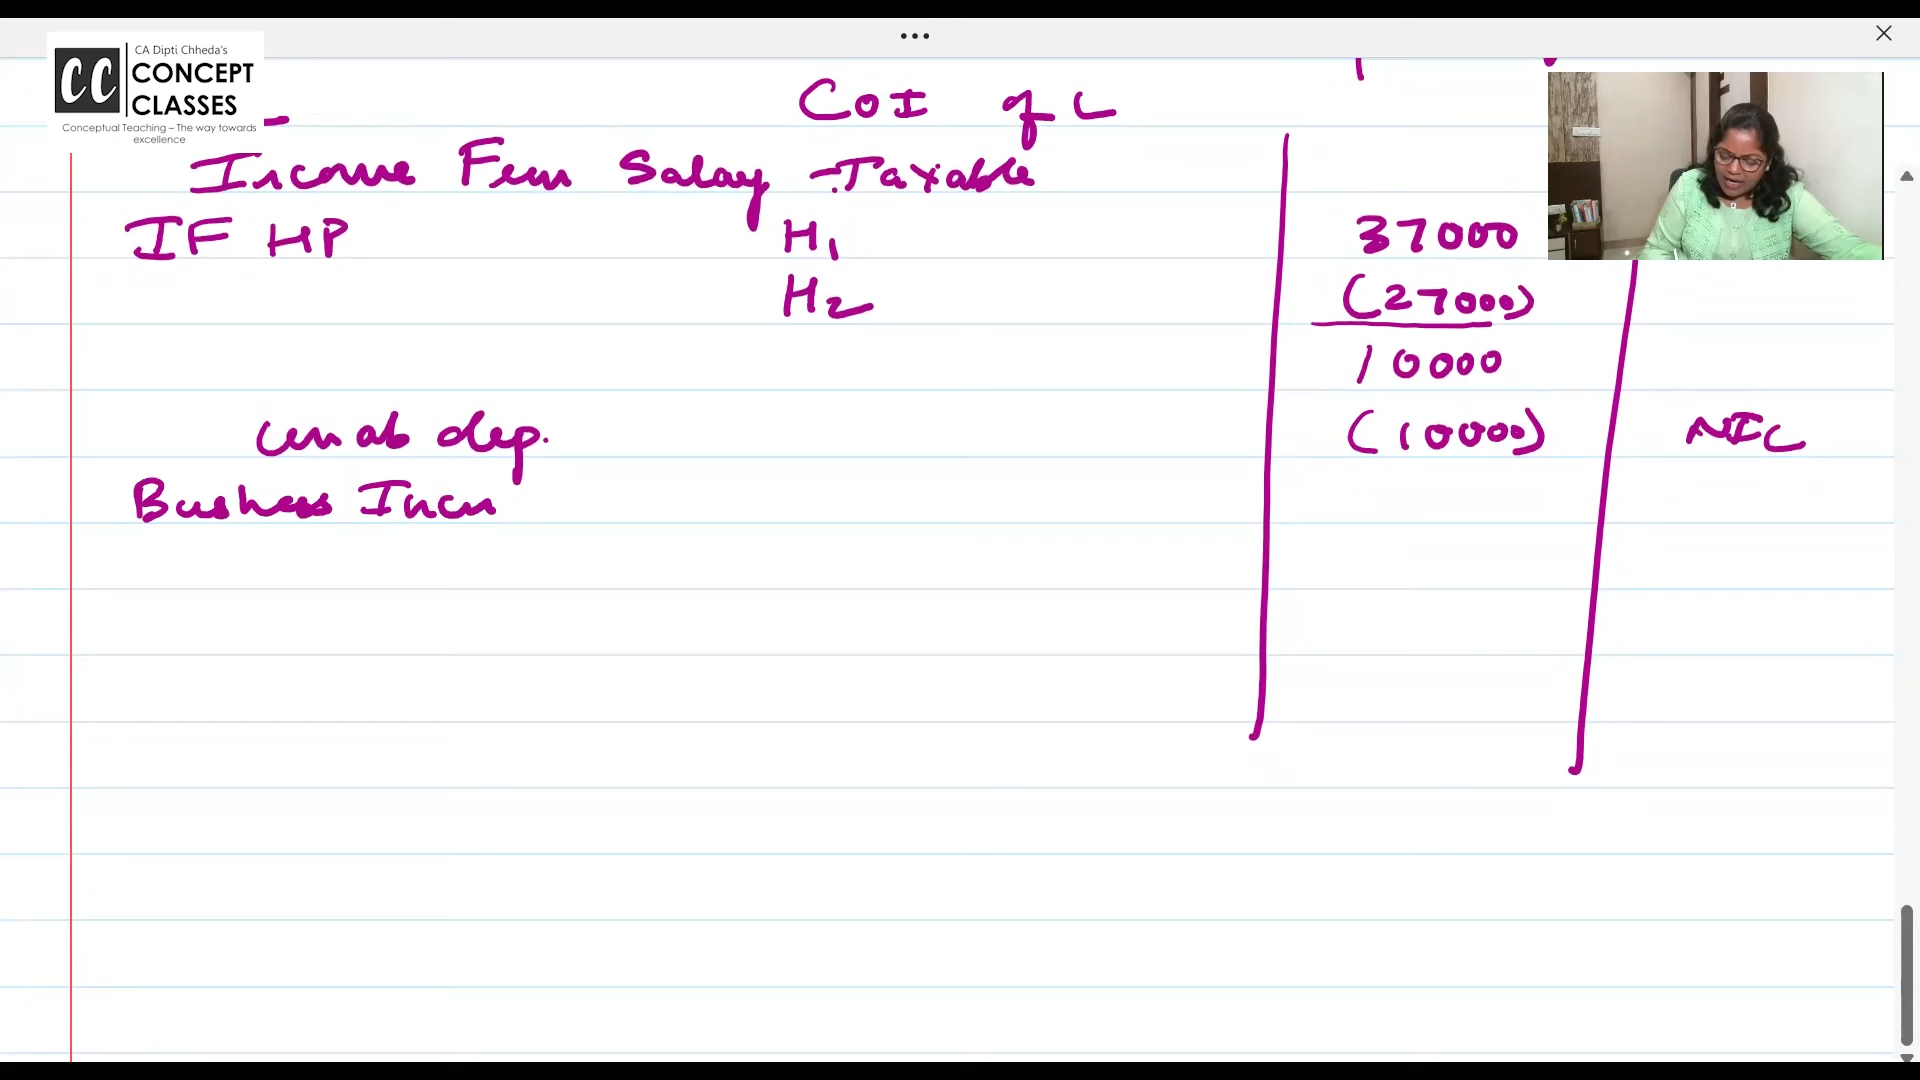 CC
CA Dipti Chheda's
CONCEPT
CLASSES
Conceptual Teaching – The way towards
excellence
COI of L
Income From Salary - Taxable
IF HP H1 37000
H2 (27000)
10000
unab dep. (10000) NIL
Business Incm